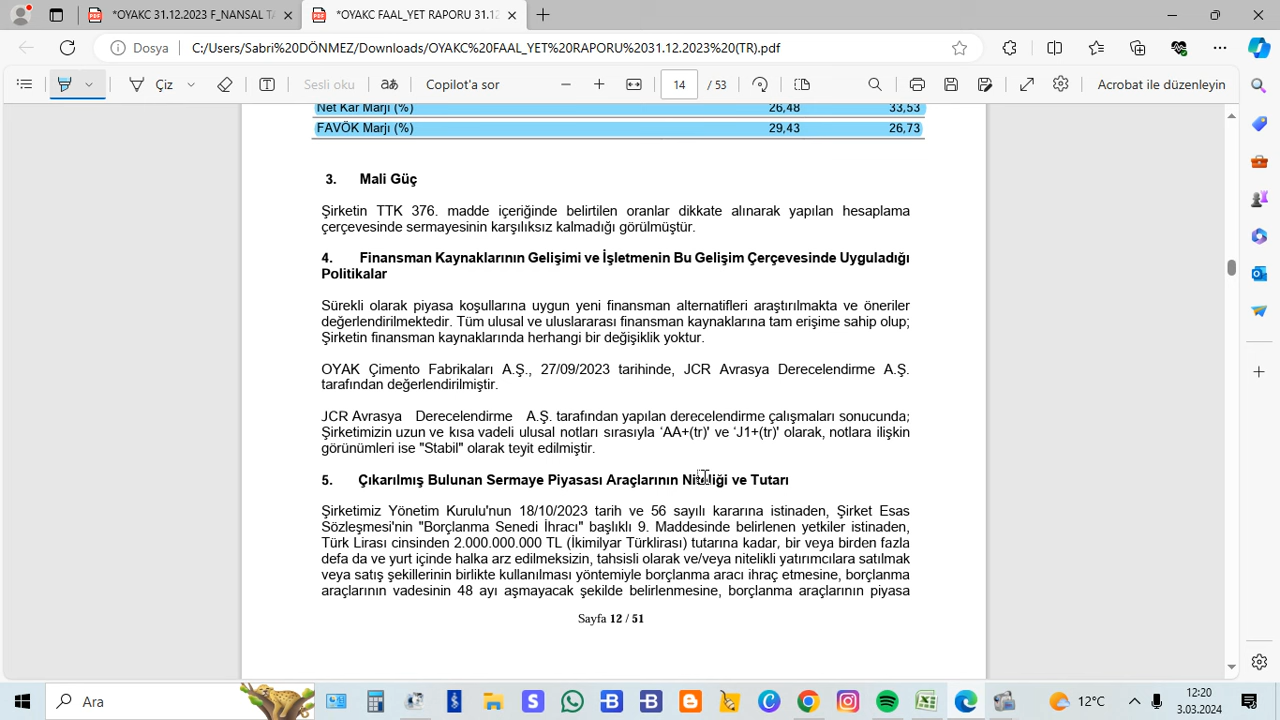 *OYAKC 31.12.2023 F_NANSAL TA
*OYAKC FAAL_YET RAPORU 31.12
Dosya
C:/Users/Sabri%20DÖNMEZ/Downloads/OYAKC%20FAAL_YET%20RAPORU%2031.12.2023%20(TR).pdf
Çiz
Sesli oku
Copilot'a sor
14 / 53
Acrobat ile düzenleyin
Net Kar Marjı (%) 26,48 33,53
FAVÖK Marjı (%) 29,43 26,73
3. Mali Güç
Şirketin TTK 376. madde içeriğinde belirtilen oranlar dikkate alınarak yapılan hesaplama
çerçevesinde sermayesinin karşılıksız kalmadığı görülmüştür.
4. Finansman Kaynaklarının Gelişimi ve İşletmenin Bu Gelişim Çerçevesinde Uyguladığı
Politikalar
Sürekli olarak piyasa koşullarına uygun yeni finansman alternatifleri araştırılmakta ve öneriler
değerlendirilmektedir. Tüm ulusal ve uluslararası finansman kaynaklarına tam erişime sahip olup;
Şirketin finansman kaynaklarında herhangi bir değişiklik yoktur.
OYAK Çimento Fabrikaları A.Ş., 27/09/2023 tarihinde, JCR Avrasya Derecelendirme A.Ş.
tarafından değerlendirilmiştir.
JCR Avrasya Derecelendirme A.Ş. tarafından yapılan derecelendirme çalışmaları sonucunda;
Şirketimizin uzun ve kısa vadeli ulusal notları sırasıyla ‘AA+(tr)' ve ‘J1+(tr)' olarak, notlara ilişkin
görünümleri ise "Stabil" olarak teyit edilmiştir.
5. Çıkarılmış Bulunan Sermaye Piyasası Araçlarının Niteliği ve Tutarı
Şirketimiz Yönetim Kurulu'nun 18/10/2023 tarih ve 56 sayılı kararına istinaden, Şirket Esas
Sözleşmesi'nin "Borçlanma Senedi İhracı" başlıklı 9. Maddesinde belirlenen yetkiler istinaden,
Türk Lirası cinsinden 2.000.000.000 TL (İkimilyar Türklirası) tutarına kadar, bir veya birden fazla
defa da ve yurt içinde halka arz edilmeksizin, tahsisli olarak ve/veya nitelikli yatırımcılara satılmak
veya satış şekillerinin birlikte kullanılması yöntemiyle borçlanma aracı ihraç etmesine, borçlanma
araçlarının vadesinin 48 ayı aşmayacak şekilde belirlenmesine, borçlanma araçlarının piyasa
Sayfa 12 / 51
Ara
12°C
12:20
3.03.2024